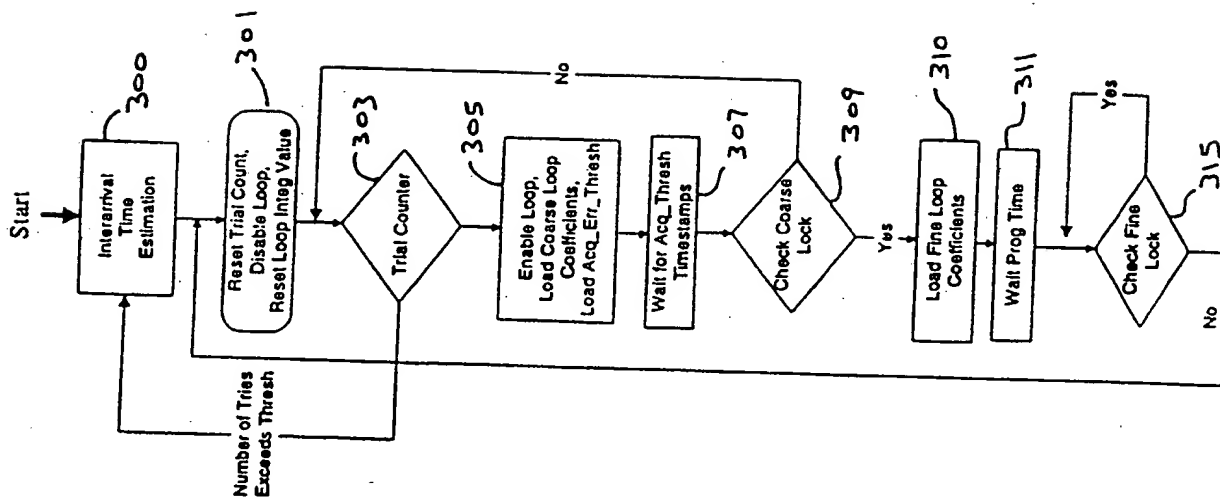 Start
300
Interarrival
Time
Estimation
301
Reset Trial Count,
Disable Loop,
Reset Loop Integ Value
Number of Tries
Exceeds Thresh
303
Trial Counter
No
305
Enable Loop,
Load Coarse Loop
Coefficients,
Load Acq_Err_Thresh
307
Wait for Acq_Thresh
Timestamps
309
Check Coarse
Lock
Yes
310
Load Fine Loop
Coefficients
311
Wait Prog Time
Yes
315
Check Fine
Lock
No